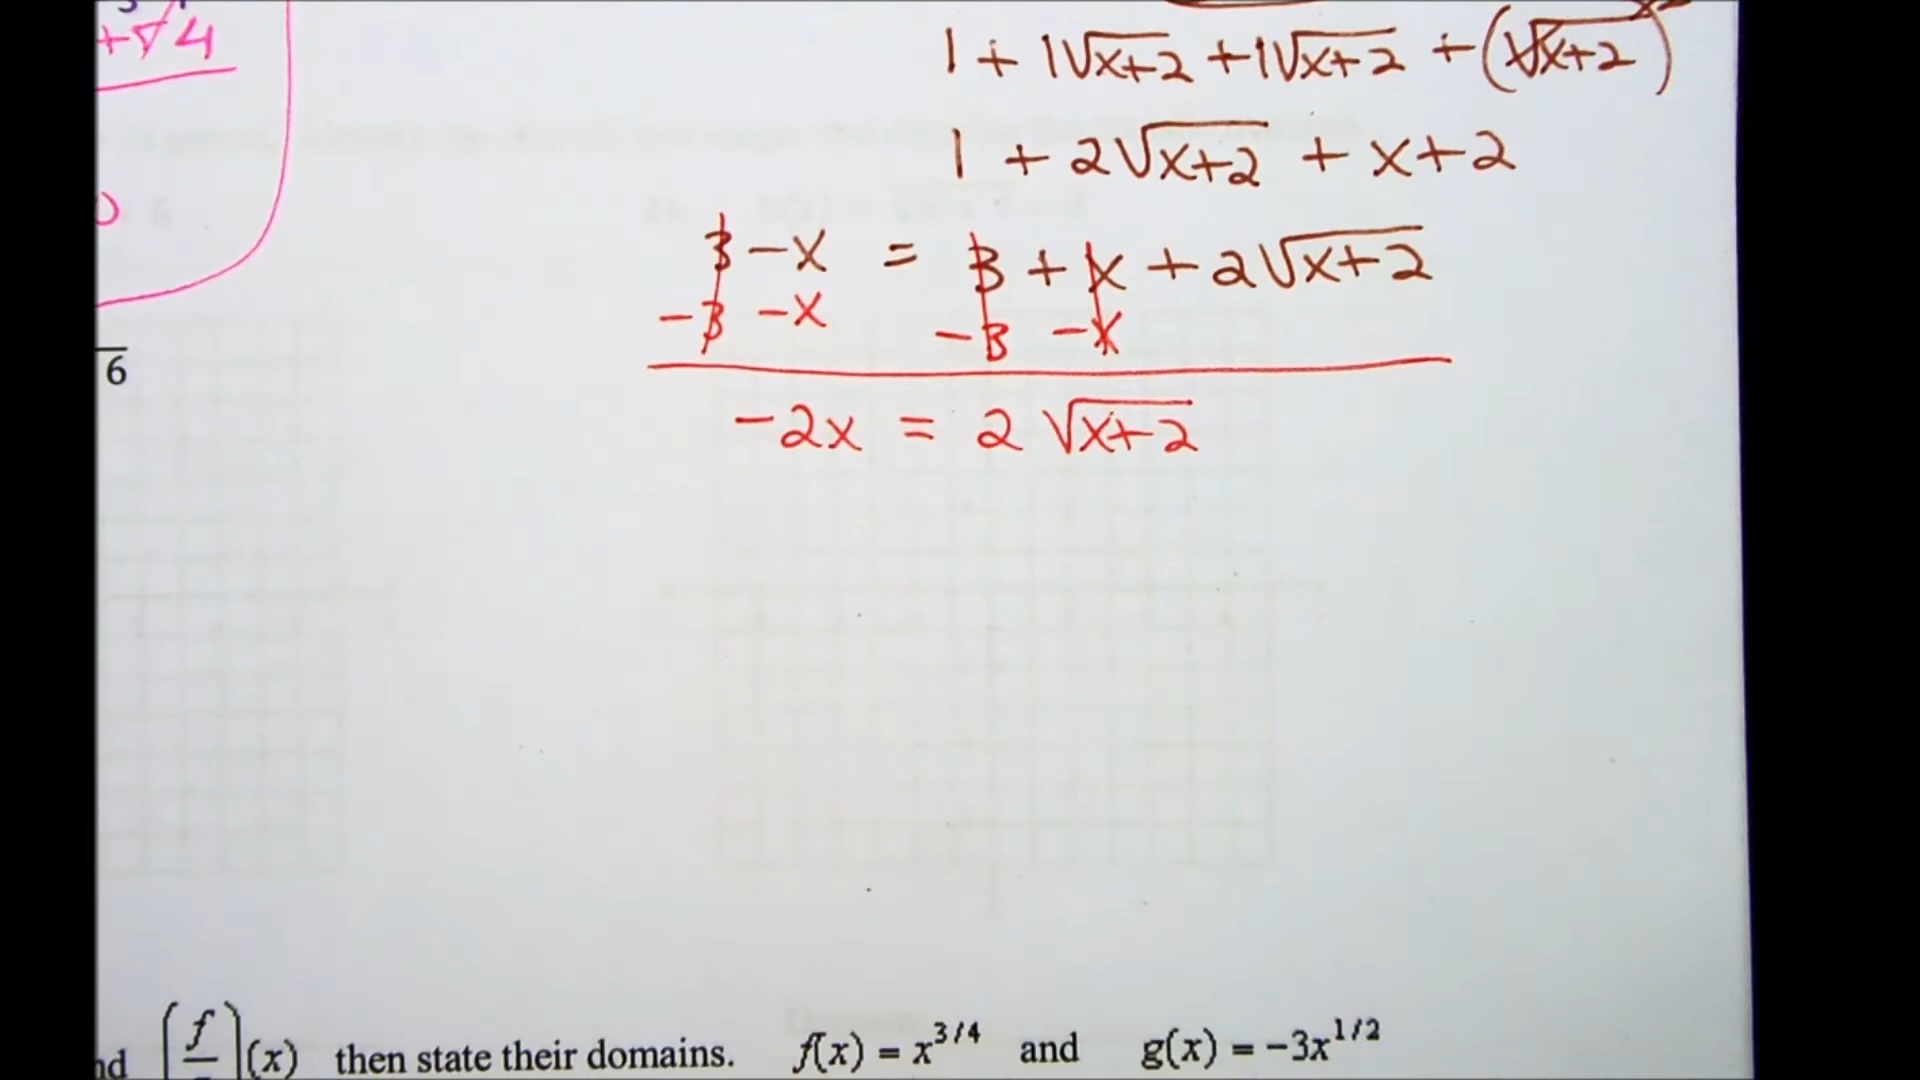 +√4
1 + 1√x+2 + 1√x+2 + (√x+2)²
1 + 2√x+2 + x+2
3 - x = 3 + x + 2√x+2
-3 -x -3 -x
-2x = 2√x+2
6
(f/ )(x) then state their domains. f(x) = x^3/4 and g(x) = -3x^1/2